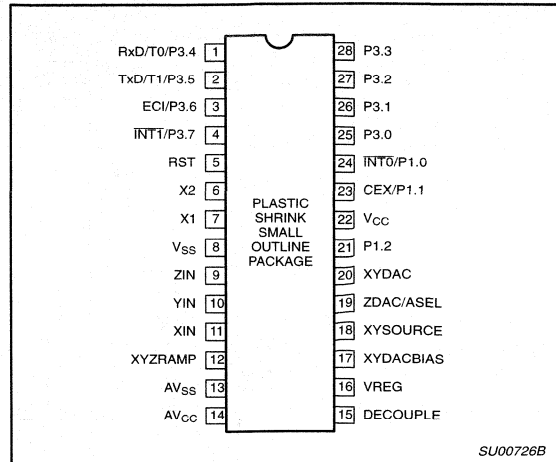 RxD/T0/P3.4 1 28 P3.3
TxD/T1/P3.5 2 27 P3.2
ECI/P3.6 3 26 P3.1
INT1/P3.7 4 25 P3.0
RST 5 24 INT0/P1.0
X2 6 23 CEX/P1.1
X1 7 22 VCC
VSS 8 21 P1.2
ZIN 9 20 XYDAC
YIN 10 19 ZDAC/ASEL
XIN 11 18 XYSOURCE
XYZRAMP 12 17 XYDACBIAS
AVSS 13 16 VREG
AVCC 14 15 DECOUPLE
PLASTIC
SHRINK
SMALL
OUTLINE
PACKAGE
SU00726B